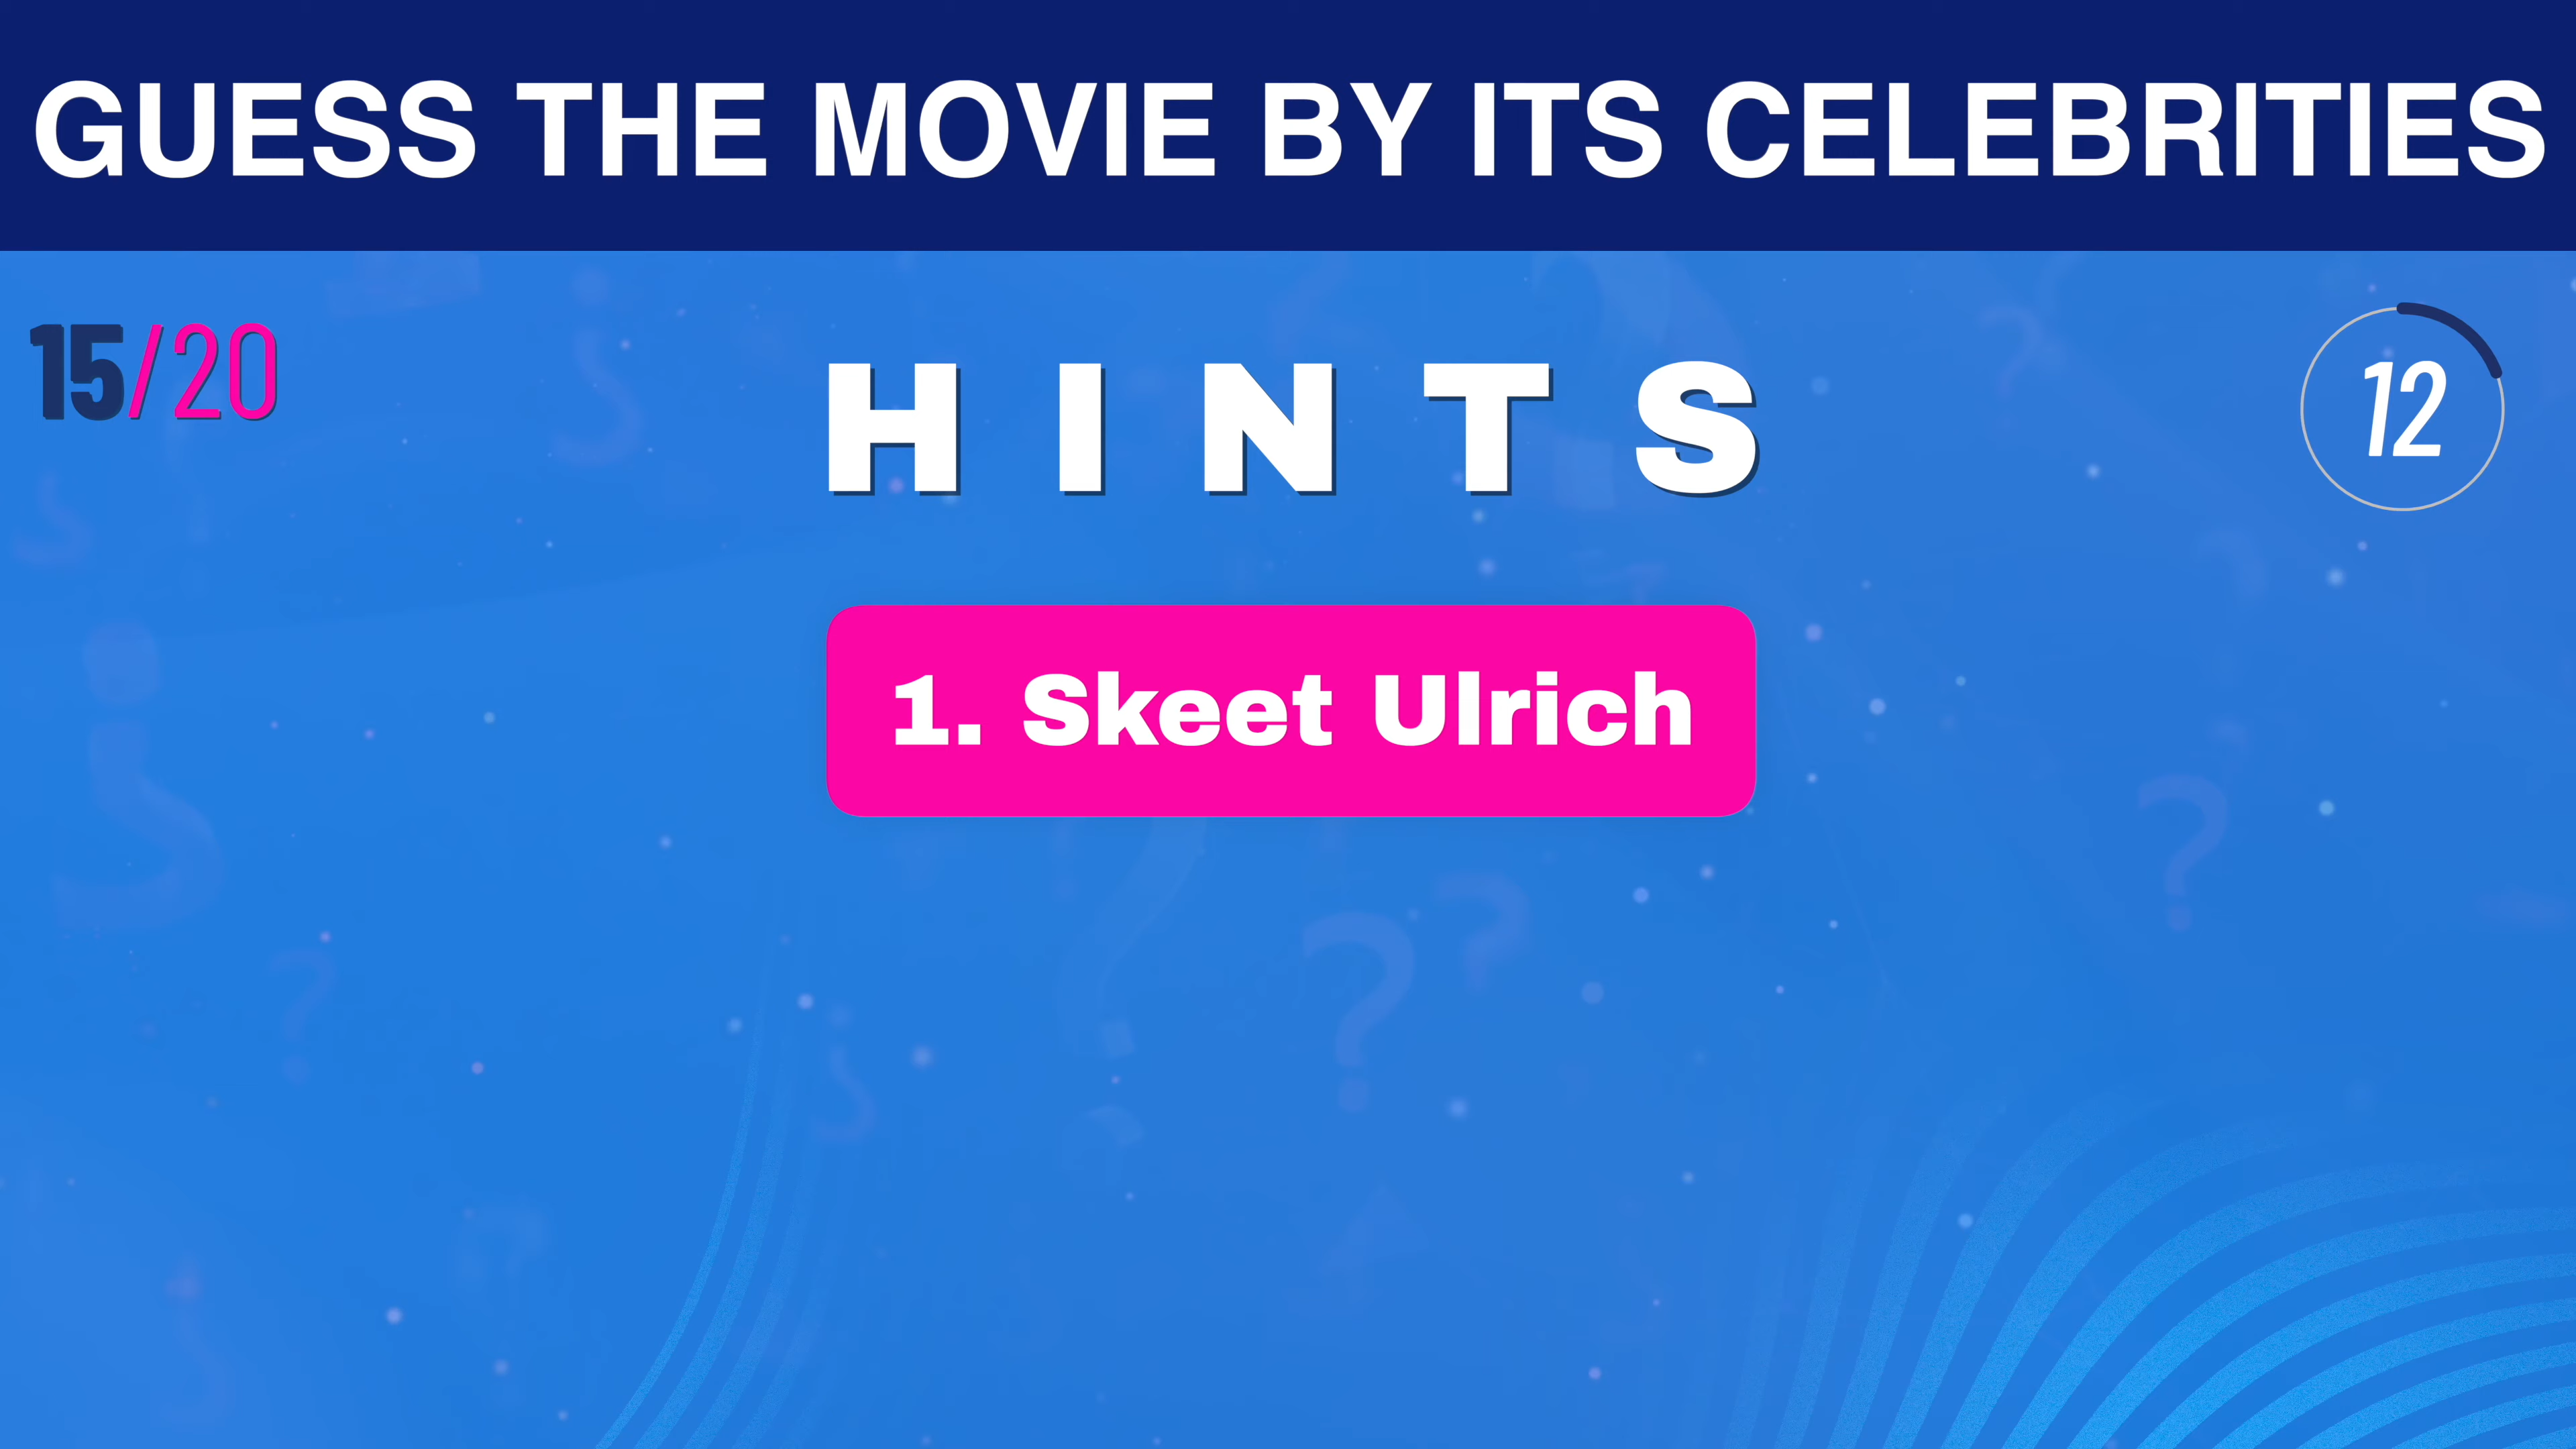 GUESS THE MOVIE BY ITS CELEBRITIES
15/20
HINTS
12
1. Skeet Ulrich